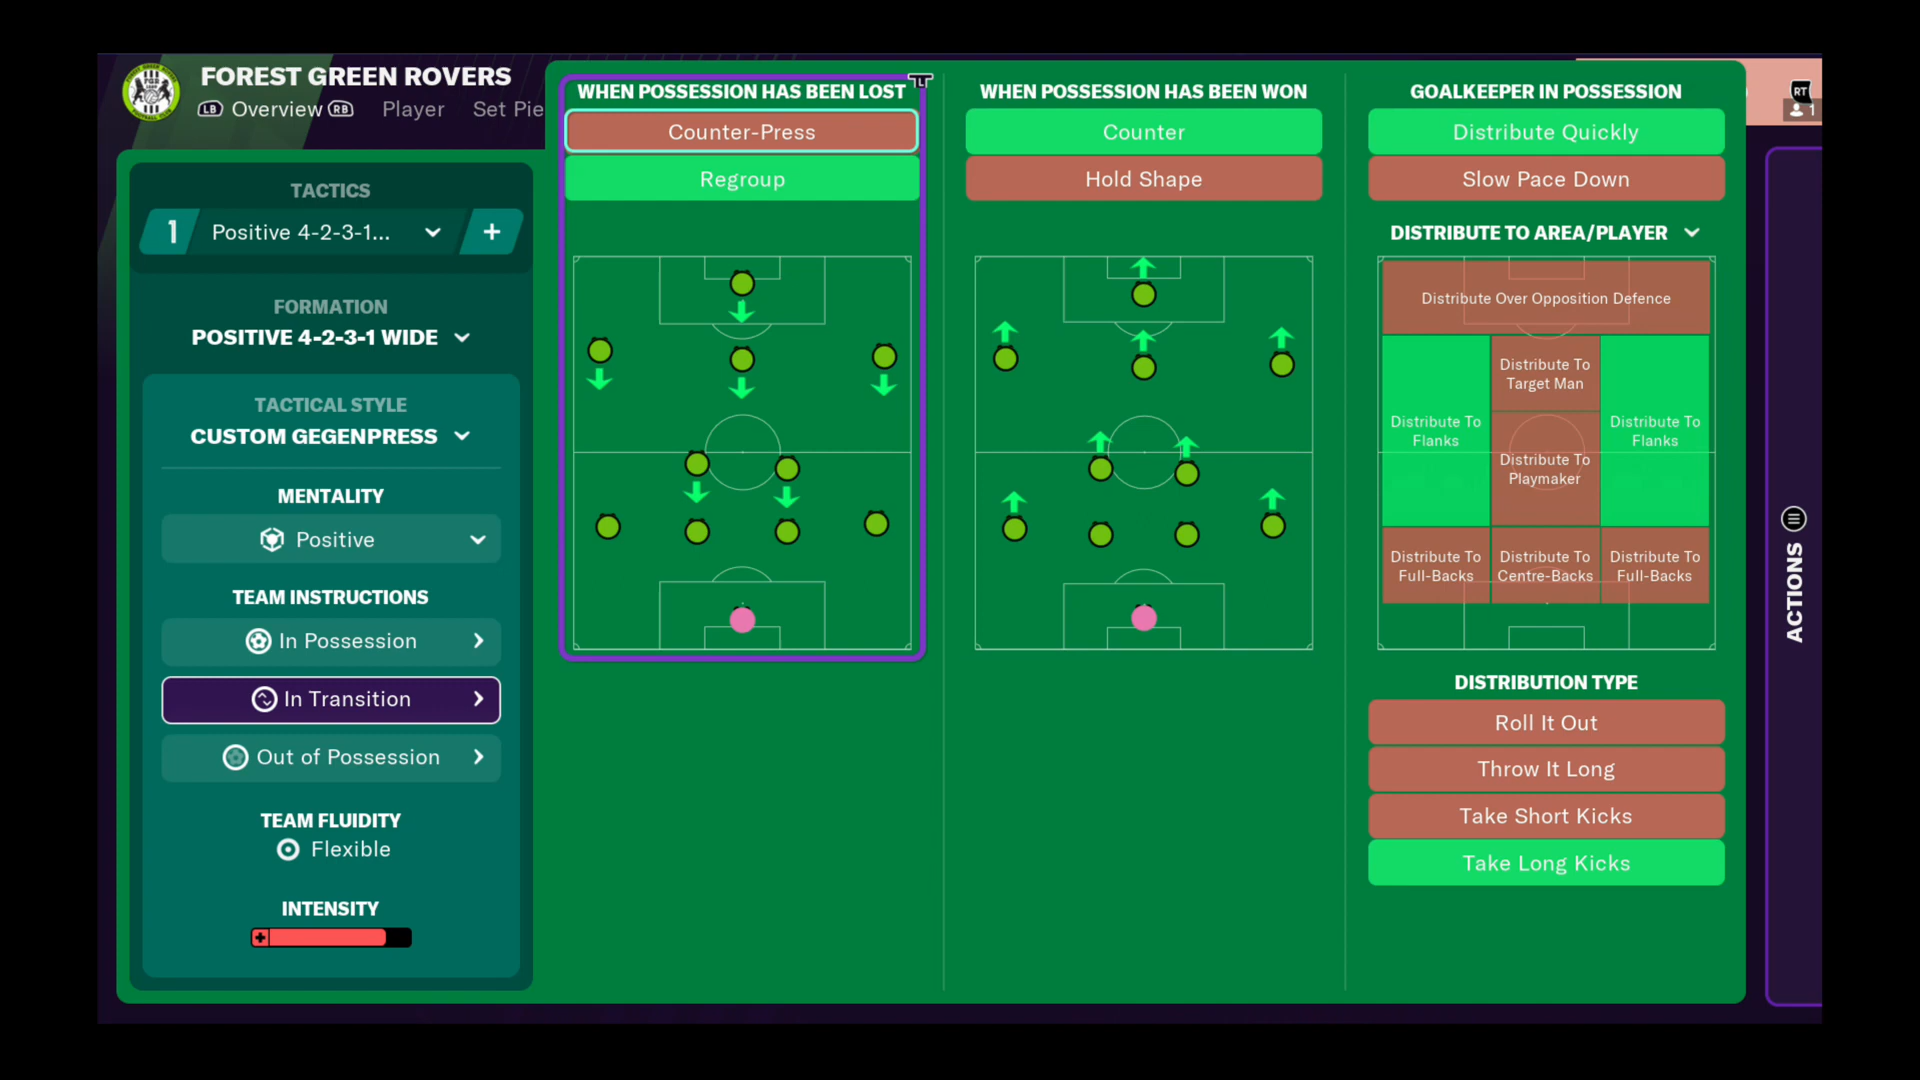 FOREST GREEN ROVERS
LB Overview RB Player Set Pie
TACTICS
1 Positive 4-2-3-1... +
FORMATION
POSITIVE 4-2-3-1 WIDE
TACTICAL STYLE
CUSTOM GEGENPRESS
MENTALITY
Positive
TEAM INSTRUCTIONS
In Possession
In Transition
Out of Possession
TEAM FLUIDITY
Flexible
INTENSITY
WHEN POSSESSION HAS BEEN LOST
Counter-Press
Regroup
WHEN POSSESSION HAS BEEN WON
Counter
Hold Shape
GOALKEEPER IN POSSESSION
Distribute Quickly
Slow Pace Down
DISTRIBUTE TO AREA/PLAYER
Distribute Over Opposition Defence
Distribute To
Flanks
Distribute To
Target Man
Distribute To
Playmaker
Distribute To
Flanks
Distribute To
Full-Backs
Distribute To
Centre-Backs
Distribute To
Full-Backs
DISTRIBUTION TYPE
Roll It Out
Throw It Long
Take Short Kicks
Take Long Kicks
RT
1
ACTIONS